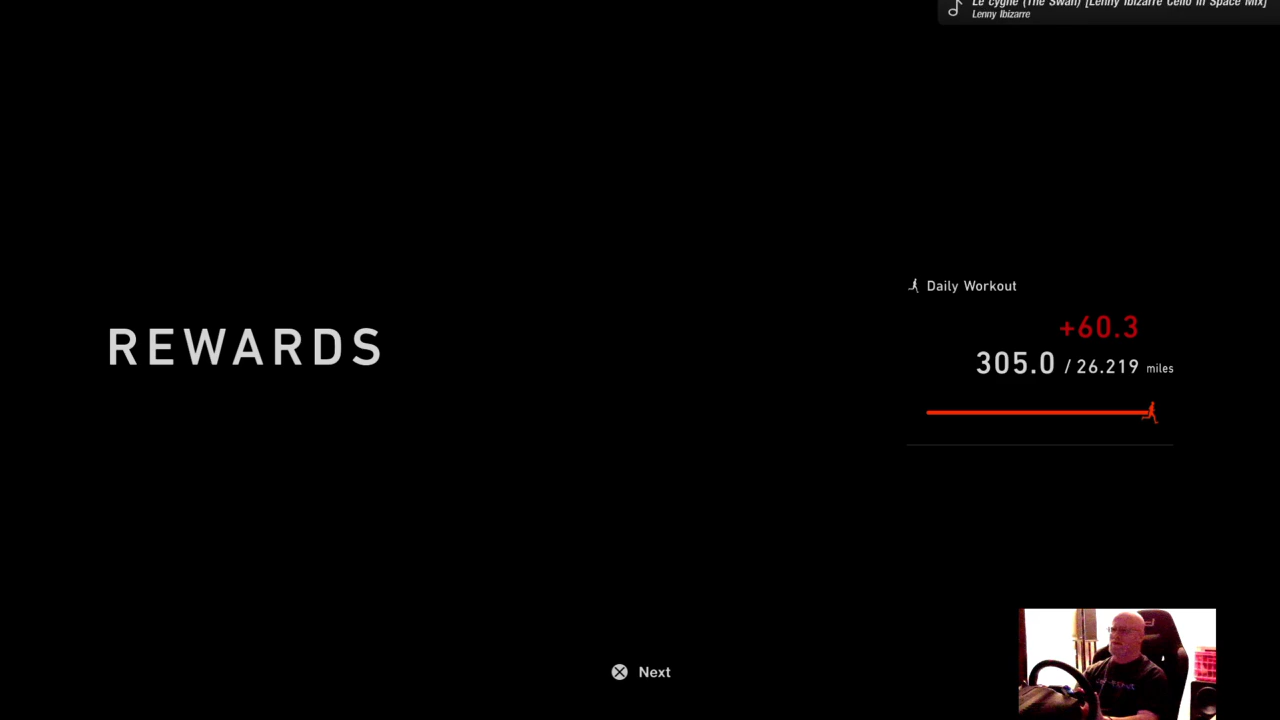 Le cygne (The Swan) [Lenny Ibizarre Cello in Space Mix]
Lenny Ibizarre
Daily Workout
+60.3
REWARDS
305.0 / 26.219 miles
Next